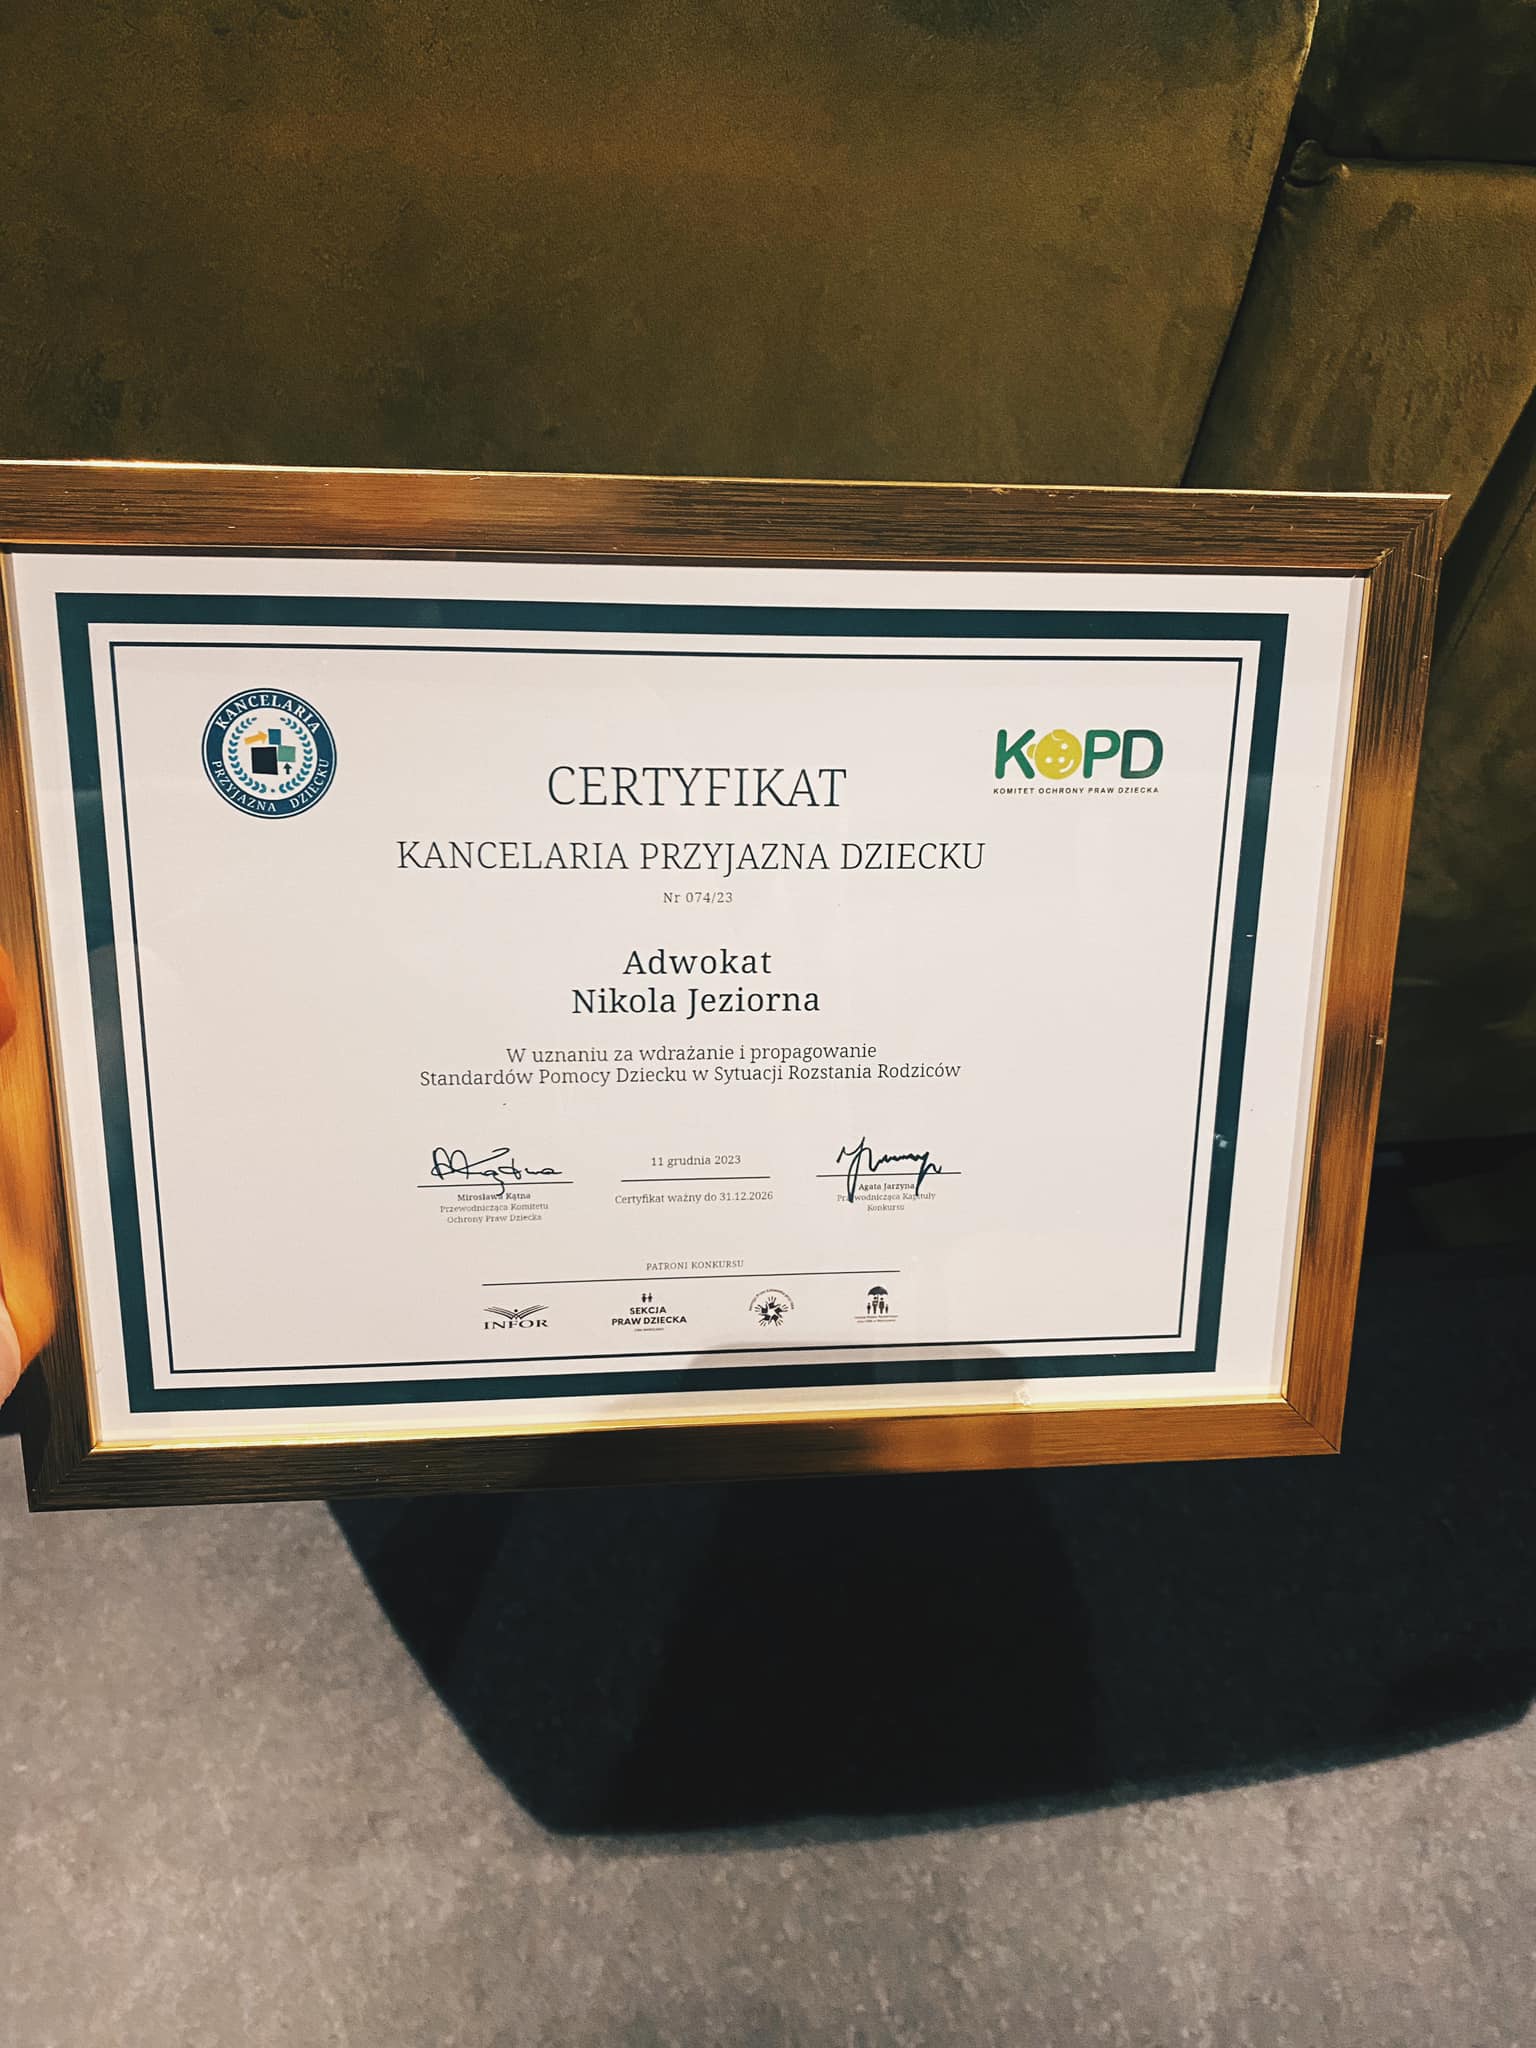 KANCELARIA
PRZYJAZNA DZIECKU
KOPD
KOMITET OCHRONY PRAW DZIECKA
CERTYFIKAT
KANCELARIA PRZYJAZNA DZIECKU
Nr 074/23
Adwokat
Nikola Jeziorna
W uznaniu za wdrażanie i propagowanie
Standardów Pomocy Dziecku w Sytuacji Rozstania Rodziców
Mirosława Kątna
Przewodnicząca Komitetu
Ochrony Praw Dziecka
11 grudnia 2023
Certyfikat ważny do 31.12.2026
Agata Jarzyna
Przewodnicząca Kapituły
Konkursu
PATRONI KONKURSU
INFOR
SEKCJA
PRAW DZIECKA